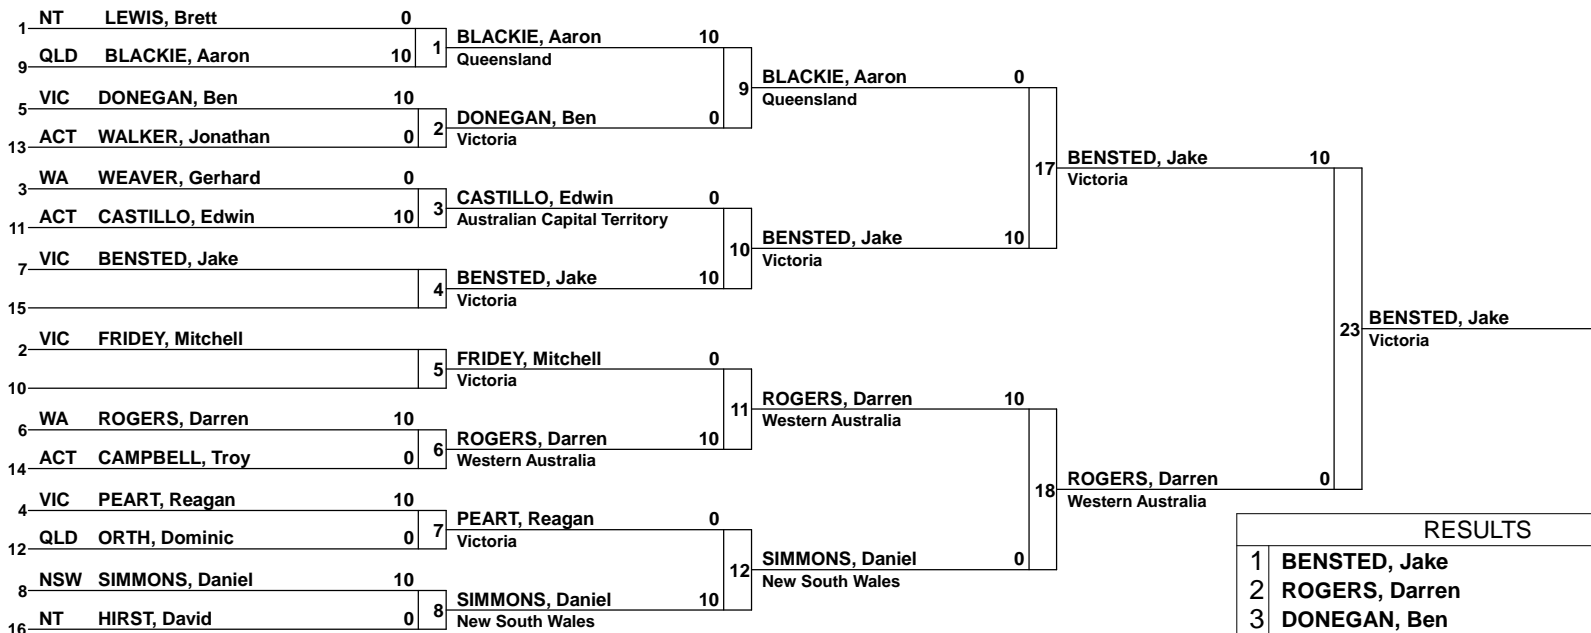 1 NT LEWIS, Brett 0
9 QLD BLACKIE, Aaron 10
1 BLACKIE, Aaron 10
Queensland
5 VIC DONEGAN, Ben 10
13 ACT WALKER, Jonathan 0
2 DONEGAN, Ben 0
Victoria
9 BLACKIE, Aaron 0
Queensland
3 WA WEAVER, Gerhard 0
11 ACT CASTILLO, Edwin 10
3 CASTILLO, Edwin 0
Australian Capital Territory
7 VIC BENSTED, Jake
15
4 BENSTED, Jake 10
Victoria
10 BENSTED, Jake 10
Victoria
17 BENSTED, Jake 10
Victoria
2 VIC FRIDEY, Mitchell
10
5 FRIDEY, Mitchell 0
Victoria
6 WA ROGERS, Darren 10
14 ACT CAMPBELL, Troy 0
6 ROGERS, Darren 10
Western Australia
11 ROGERS, Darren 10
Western Australia
4 VIC PEART, Reagan 10
12 QLD ORTH, Dominic 0
7 PEART, Reagan 0
Victoria
8 NSW SIMMONS, Daniel 10
16 NT HIRST, David 0
8 SIMMONS, Daniel 10
New South Wales
12 SIMMONS, Daniel 0
New South Wales
18 ROGERS, Darren 0
Western Australia
23 BENSTED, Jake
Victoria
RESULTS
1 BENSTED, Jake
2 ROGERS, Darren
3 DONEGAN, Ben